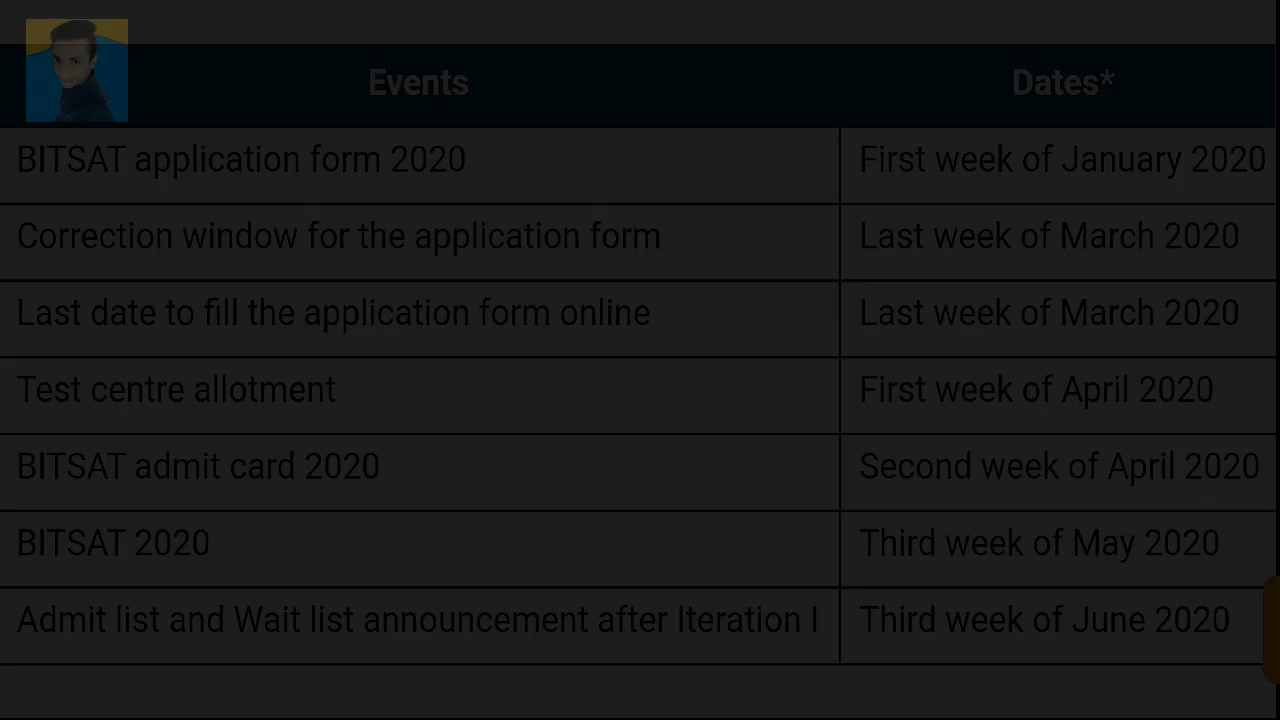 Events Dates*
BITSAT application form 2020 First week of January 2020
Correction window for the application form Last week of March 2020
Last date to fill the application form online Last week of March 2020
Test centre allotment First week of April 2020
BITSAT admit card 2020 Second week of April 2020
BITSAT 2020 Third week of May 2020
Admit list and Wait list announcement after Iteration I Third week of June 2020